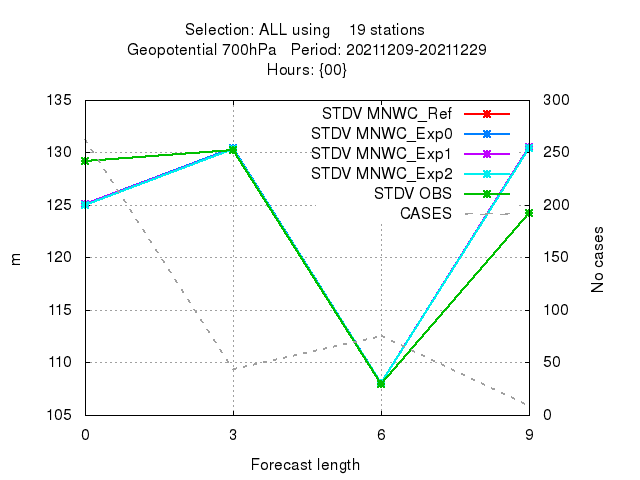 Selection: ALL using    19 stations
Geopotential 700hPa   Period: 20211209-20211229
Hours: {00}
135
130
125
120
115
110
105
300
250
200
150
100
50
0
STDV MNWC_Ref
STDV MNWC_Exp0
STDV MNWC_Exp1
STDV MNWC_Exp2
STDV OBS
CASES
m
No cases
0 3 6 9
Forecast length